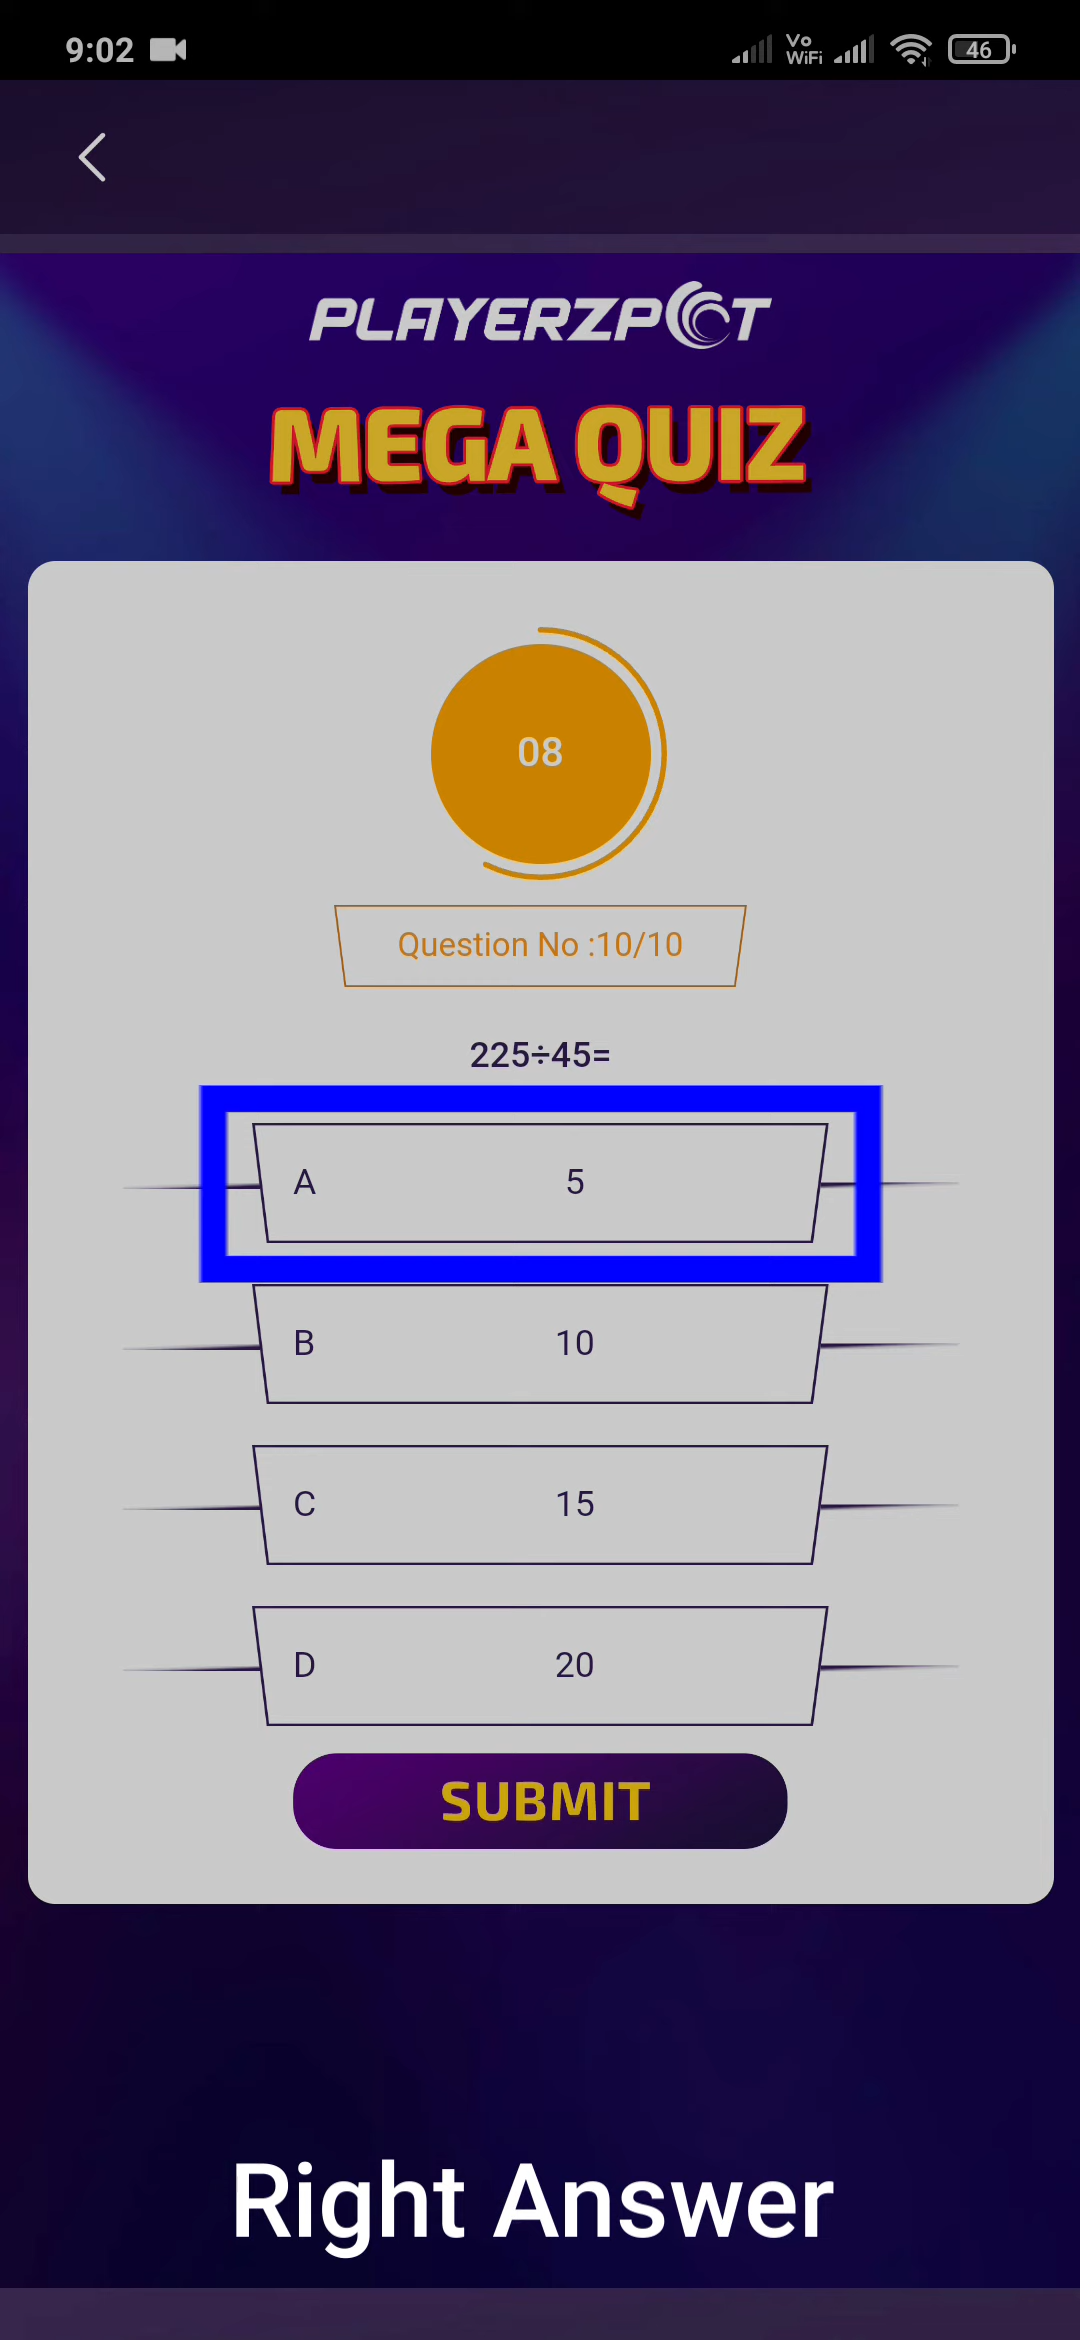 9:02
Vo
WiFi
46
PLAYERZPOT
MEGA QUIZ
08
Question No :10/10
225÷45=
A 5
B 10
C 15
D 20
SUBMIT
Right Answer